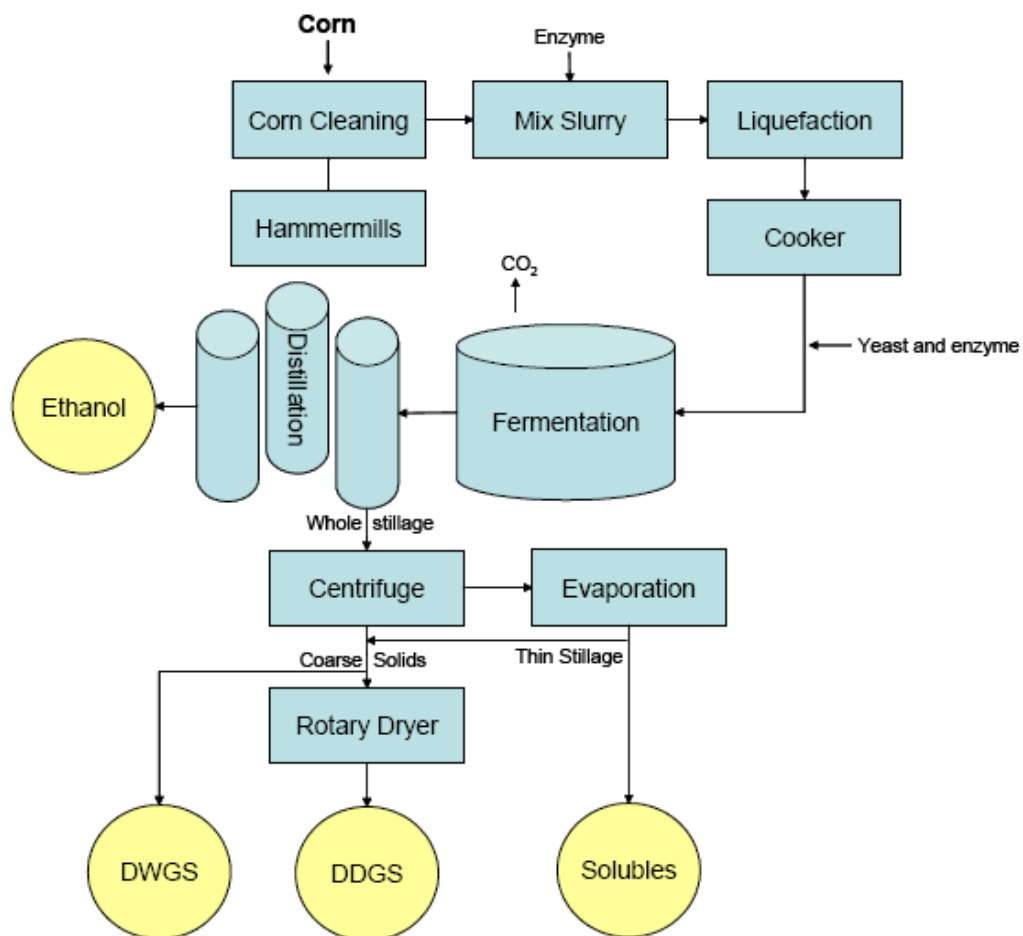 Corn
Enzyme
Corn Cleaning
Mix Slurry
Liquefaction
Hammermills
Cooker
CO₂
Distillation
Yeast and enzyme
Ethanol
Fermentation
Whole stillage
Centrifuge
Evaporation
Coarse Solids
Thin Stillage
Rotary Dryer
DWGS
DDGS
Solubles